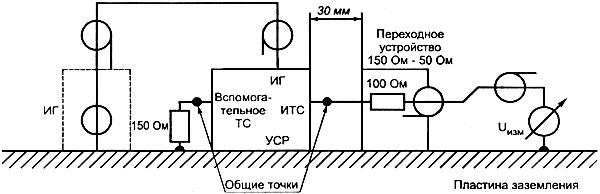 30 мм
Переходное
устройство
150 Ом - 50 Ом
ИГ
100 Ом
ИГ
Вспомога-
тельное
ТС
ИТС
150 Ом
Uизм
УСР
Общие точки
Пластина заземления